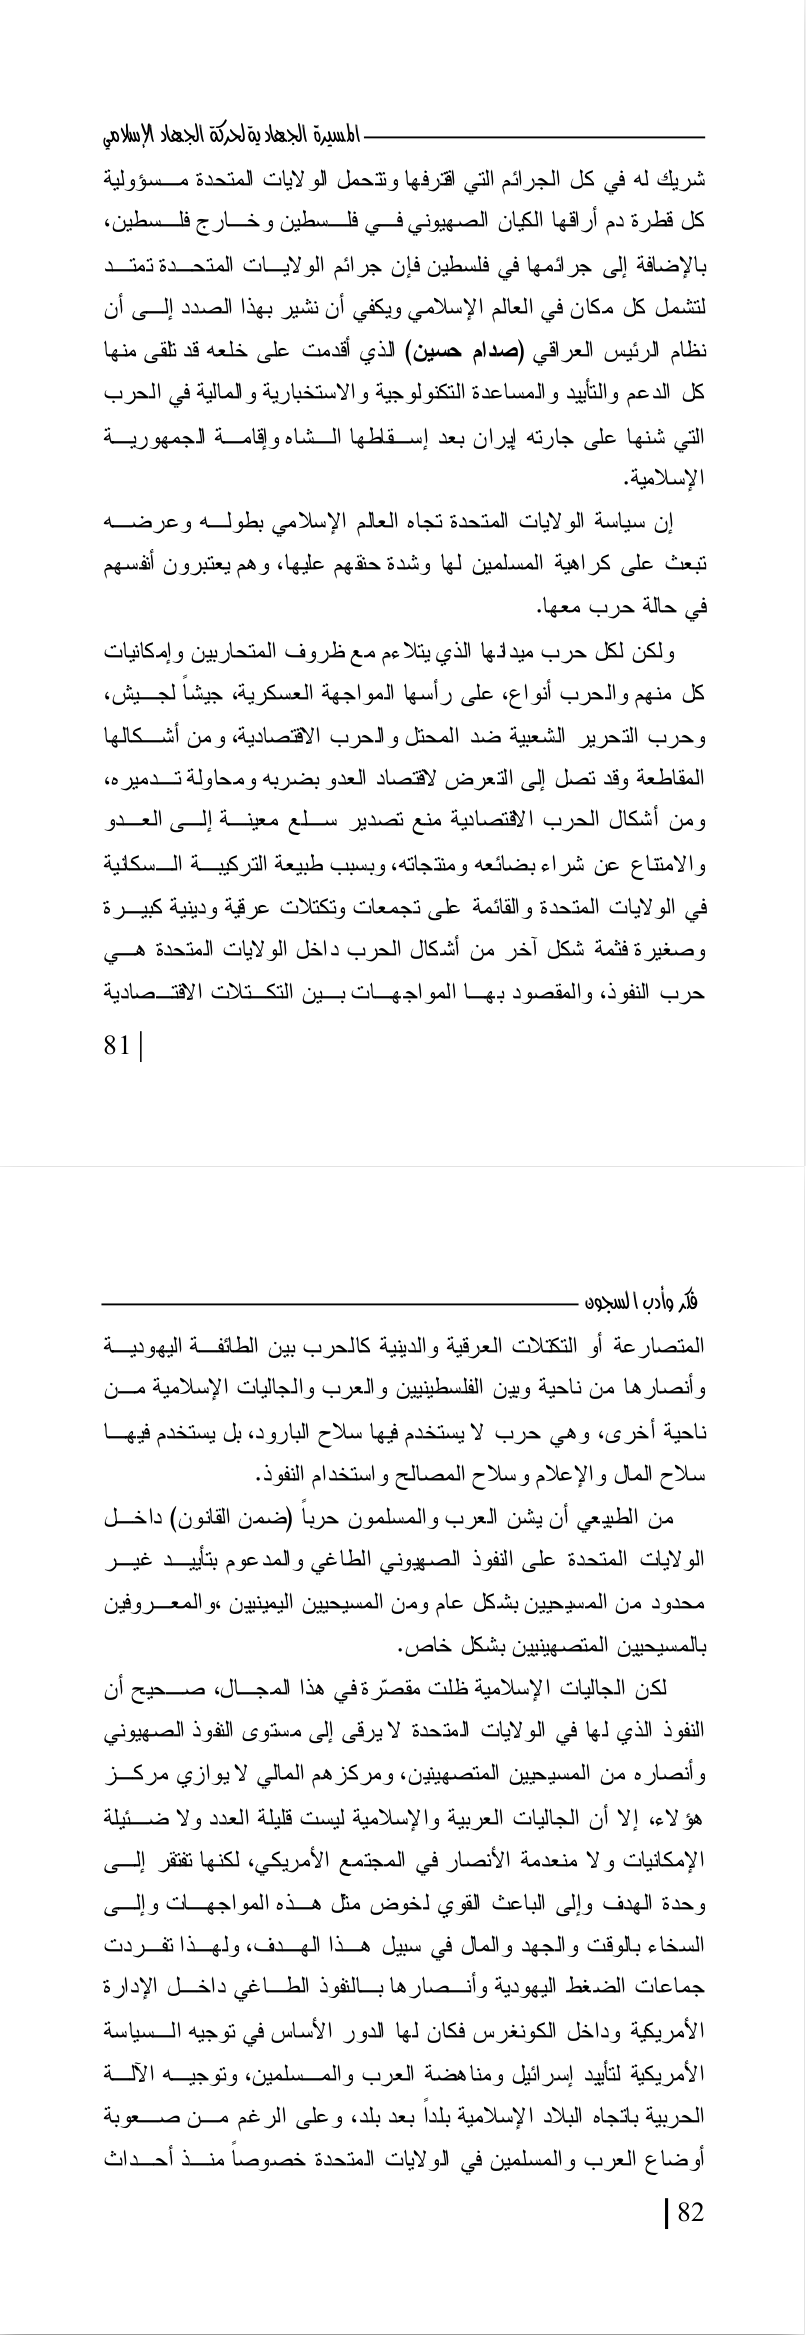 المسيرة الجهادية لحركة الجهاد الإسلامي
شريك له في كل الجرائم التي اقترفها وتتحمل الولايات المتحدة مسؤولية
كل قطرة دم أراقها الكيان الصهيوني في فلسطين وخارج فلسطين،
بالإضافة إلى جرائمها في فلسطين فإن جرائم الولايات المتحدة تمتد
لتشمل كل مكان في العالم الإسلامي ويكفي أن نشير بهذا الصدد إلى أن
نظام الرئيس العراقي (صدام حسين) الذي أقدمت على خلعه قد تلقى منها
كل الدعم والتأييد والمساعدة التكنولوجية والاستخبارية والمالية في الحرب
التي شنها على جارته إيران بعد إسقاطها الشاه وإقامة الجمهورية
الإسلامية.
إن سياسة الولايات المتحدة تجاه العالم الإسلامي بطوله وعرضه
تبعث على كراهية المسلمين لها وشدة حنقهم عليها، وهم يعتبرون أنفسهم
في حالة حرب معها.
ولكن لكل حرب ميدانها الذي يتلاءم مع ظروف المتحاربين وإمكانيات
كل منهم والحرب أنواع، على رأسها المواجهة العسكرية، جيشاً لجيش،
وحرب التحرير الشعبية ضد المحتل والحرب الاقتصادية، ومن أشكالها
المقاطعة وقد تصل إلى التعرض لاقتصاد العدو بضربه ومحاولة تدميره،
ومن أشكال الحرب الاقتصادية منع تصدير سلع معينة إلى العدو
والامتناع عن شراء بضائعه ومنتجاته، وبسبب طبيعة التركيبة السكانية
في الولايات المتحدة والقائمة على تجمعات وتكتلات عرقية ودينية كبيرة
وصغيرة فثمة شكل آخر من أشكال الحرب داخل الولايات المتحدة هي
حرب النفوذ، والمقصود بها المواجهات بين التكتلات الاقتصادية
81
فكر وأدب السجون
المتصارعة أو التكتلات العرقية والدينية كالحرب بين الطائفة اليهودية
وأنصارها من ناحية وبين الفلسطينيين والعرب والجاليات الإسلامية من
ناحية أخرى، وهي حرب لا يستخدم فيها سلاح البارود، بل يستخدم فيها
سلاح المال والإعلام وسلاح المصالح واستخدام النفوذ.
من الطبيعي أن يشن العرب والمسلمون حرباً (ضمن القانون) داخل
الولايات المتحدة على النفوذ الصهيوني الطاغي والمدعوم بتأييد غير
محدود من المسيحيين بشكل عام ومن المسيحيين اليمينيين ،والمعروفين
بالمسيحيين المتصهينيين بشكل خاص.
لكن الجاليات الإسلامية ظلت مقصّرة في هذا المجال، صحيح أن
النفوذ الذي لها في الولايات المتحدة لا يرقى إلى مستوى النفوذ الصهيوني
وأنصاره من المسيحيين المتصهينين، ومركزهم المالي لا يوازي مركز
هؤلاء، إلا أن الجاليات العربية والإسلامية ليست قليلة العدد ولا ضئيلة
الإمكانيات ولا منعدمة الأنصار في المجتمع الأمريكي، لكنها تفتقر إلى
وحدة الهدف وإلى الباعث القوي لخوض مثل هذه المواجهات وإلى
السخاء بالوقت والجهد والمال في سبيل هذا الهدف، ولهذا تفردت
جماعات الضغط اليهودية وأنصارها بالنفوذ الطاغي داخل الإدارة
الأمريكية وداخل الكونغرس فكان لها الدور الأساس في توجيه السياسة
الأمريكية لتأييد إسرائيل ومناهضة العرب والمسلمين، وتوجيه الآلة
الحربية باتجاه البلاد الإسلامية بلداً بعد بلد، وعلى الرغم من صعوبة
أوضاع العرب والمسلمين في الولايات المتحدة خصوصاً منذ أحداث
82